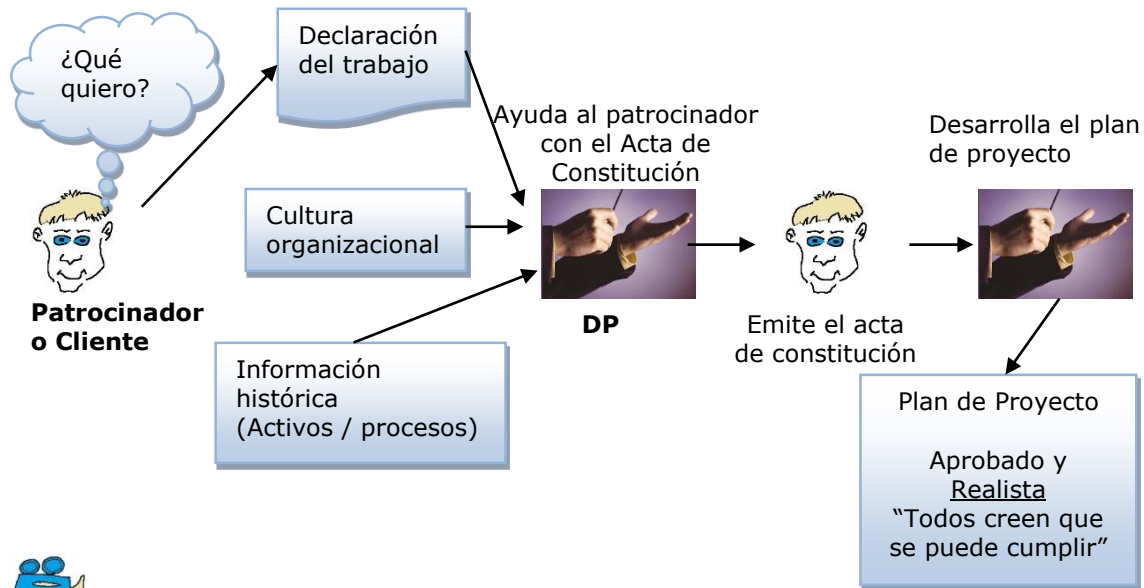 ¿Qué
quiero?
Declaración
del trabajo
Ayuda al patrocinador
con el Acta de
Constitución
Desarrolla el plan
de proyecto
Cultura
organizacional
Patrocinador
o Cliente
DP
Emite el acta
de constitución
Información
histórica
(Activos / procesos)
Plan de Proyecto
Aprobado y
Realista
“Todos creen que
se puede cumplir”